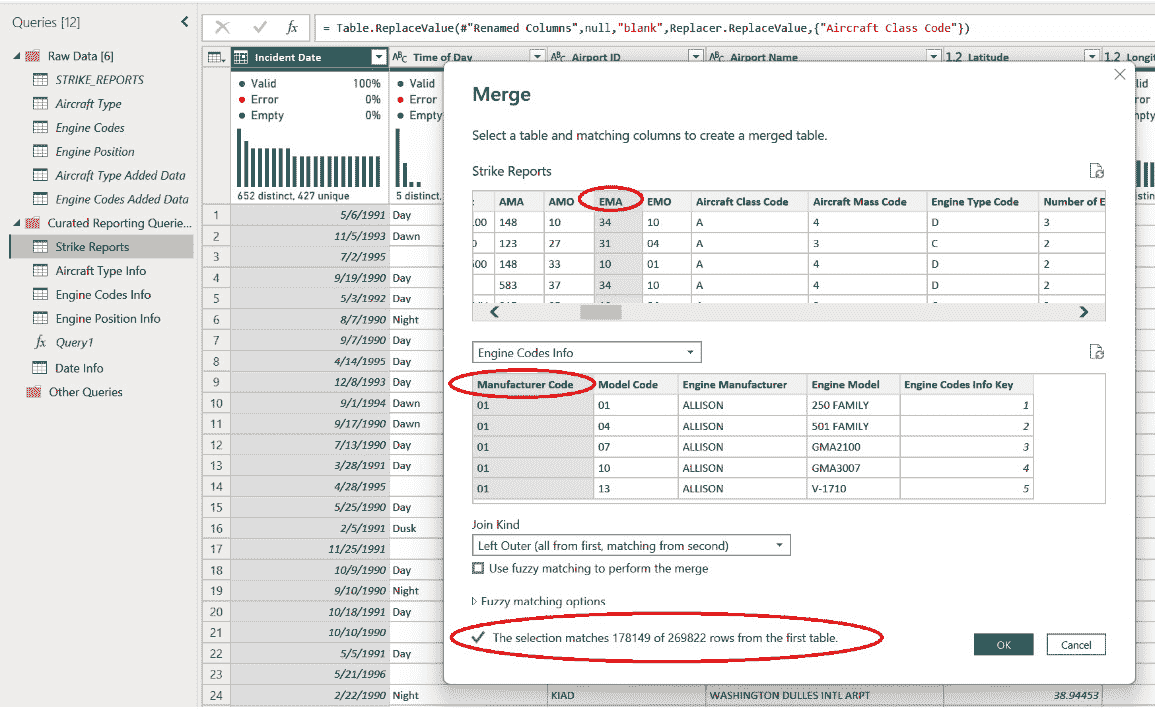 Queries [12]
Raw Data [6]
STRIKE_REPORTS
Aircraft Type
Engine Codes
Engine Position
Aircraft Type Added Data
Engine Codes Added Data
Curated Reporting Querie...
Strike Reports
Aircraft Type Info
Engine Codes Info
Engine Position Info
fx Query1
Date Info
Other Queries
fx = Table.ReplaceValue(#"Renamed Columns",null,"blank",Replacer.ReplaceValue,{"Aircraft Class Code"})
Incident Date ABC Time of Day ABC Airport ID ABC Airport Name 1.2 Latitude 1.2 Longit
Valid 100% Valid
Error 0% Error
Empty 0% Empty
652 distinct, 427 unique 5 distinct,
1 5/6/1991 Day
2 11/5/1993 Dawn
3 7/2/1995
4 9/19/1990 Day
5 5/3/1992 Day
6 8/7/1990 Night
7 9/7/1990 Day
8 4/14/1995 Day
9 12/8/1993 Day
10 9/1/1994 Dawn
11 9/17/1990 Dawn
12 7/13/1990 Day
13 3/28/1991 Day
14 4/28/1995
15 5/25/1990 Day
16 2/5/1991 Dusk
17 11/25/1991
18 10/9/1990 Day
19 9/10/1990 Night
20 10/18/1991 Day
21 10/10/1990
22 5/5/1991 Day
23 5/21/1996
24 2/22/1990 Night KIAD WASHINGTON DULLES INTL ARPT 38.94453
Merge
Select a table and matching columns to create a merged table.
Strike Reports
AMA AMO EMA EMO Aircraft Class Code Aircraft Mass Code Engine Type Code Number of E
00 148 10 34 10 A 4 D 3
0 123 27 31 04 A 3 C 2
00 148 33 10 01 A 4 D 2
583 37 34 10 A 4 D 2
Engine Codes Info
Manufacturer Code Model Code Engine Manufacturer Engine Model Engine Codes Info Key
01 01 ALLISON 250 FAMILY 1
01 04 ALLISON 501 FAMILY 2
01 07 ALLISON GMA2100 3
01 10 ALLISON GMA3007 4
01 13 ALLISON V-1710 5
Join Kind
Left Outer (all from first, matching from second)
Use fuzzy matching to perform the merge
Fuzzy matching options
The selection matches 178149 of 269822 rows from the first table.
OK Cancel